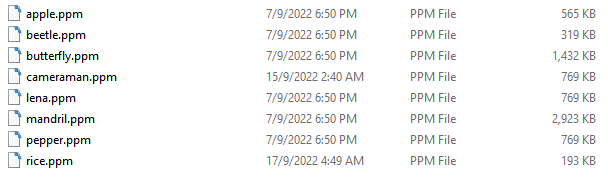 apple.ppm 7/9/2022 6:50 PM PPM File 565 KB
beetle.ppm 7/9/2022 6:50 PM PPM File 319 KB
butterfly.ppm 7/9/2022 6:50 PM PPM File 1,432 KB
cameraman.ppm 15/9/2022 2:40 AM PPM File 769 KB
lena.ppm 7/9/2022 6:50 PM PPM File 769 KB
mandril.ppm 7/9/2022 6:50 PM PPM File 2,923 KB
pepper.ppm 7/9/2022 6:50 PM PPM File 769 KB
rice.ppm 17/9/2022 4:49 AM PPM File 193 KB